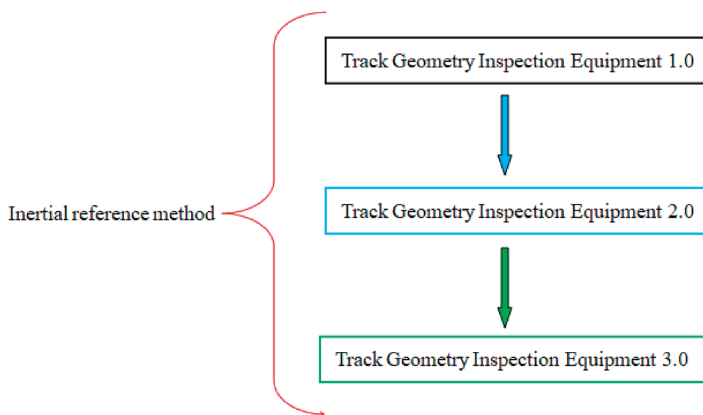 Track Geometry Inspection Equipment 1.0
Inertial reference method
Track Geometry Inspection Equipment 2.0
Track Geometry Inspection Equipment 3.0